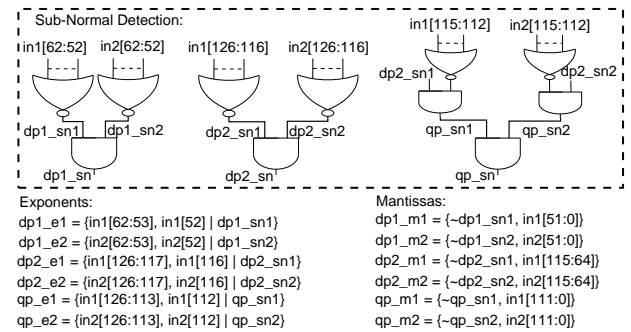 Sub-Normal Detection:
in1[62:52] in2[62:52] in1[126:116] in2[126:116] in1[115:112] in2[115:112]
dp2_sn1 dp2_sn2
dp1_sn1 dp1_sn2 dp2_sn1 dp2_sn2 qp_sn1 qp_sn2
dp1_sn dp2_sn qp_sn
Exponents:
dp1_e1 = {in1[62:53], in1[52] | dp1_sn1}
dp1_e2 = {in2[62:53], in2[52] | dp1_sn2}
dp2_e1 = {in1[126:117], in1[116] | dp2_sn1}
dp2_e2 = {in2[126:117], in2[116] | dp2_sn2}
qp_e1 = {in1[126:113], in1[112] | qp_sn1}
qp_e2 = {in2[126:113], in2[112] | qp_sn2}
Mantissas:
dp1_m1 = {~dp1_sn1, in1[51:0]}
dp1_m2 = {~dp1_sn2, in2[51:0]}
dp2_m1 = {~dp2_sn1, in1[115:64]}
dp2_m2 = {~dp2_sn2, in2[115:64]}
qp_m1 = {~qp_sn1, in1[111:0]}
qp_m2 = {~qp_sn2, in2[111:0]}